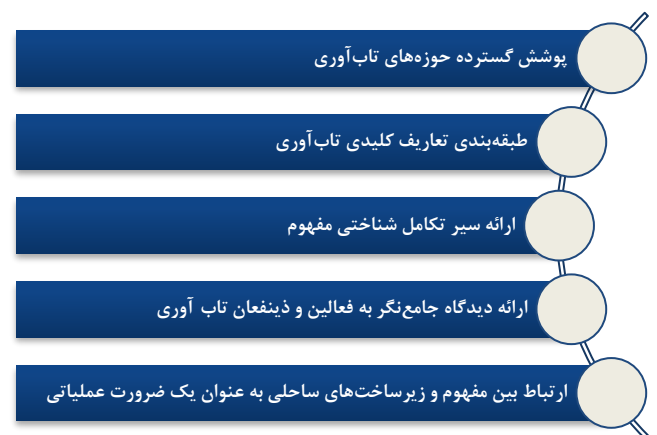 پوشش گسترده حوزه‌های تاب‌آوری
طبقه‌بندی تعاریف کلیدی تاب‌آوری
ارائه سیر تکامل شناختی مفهوم
ارائه دیدگاه جامع‌نگر به فعالین و ذینفعان تاب آوری
ارتباط بین مفهوم و زیرساخت‌های ساحلی به عنوان یک ضرورت عملیاتی